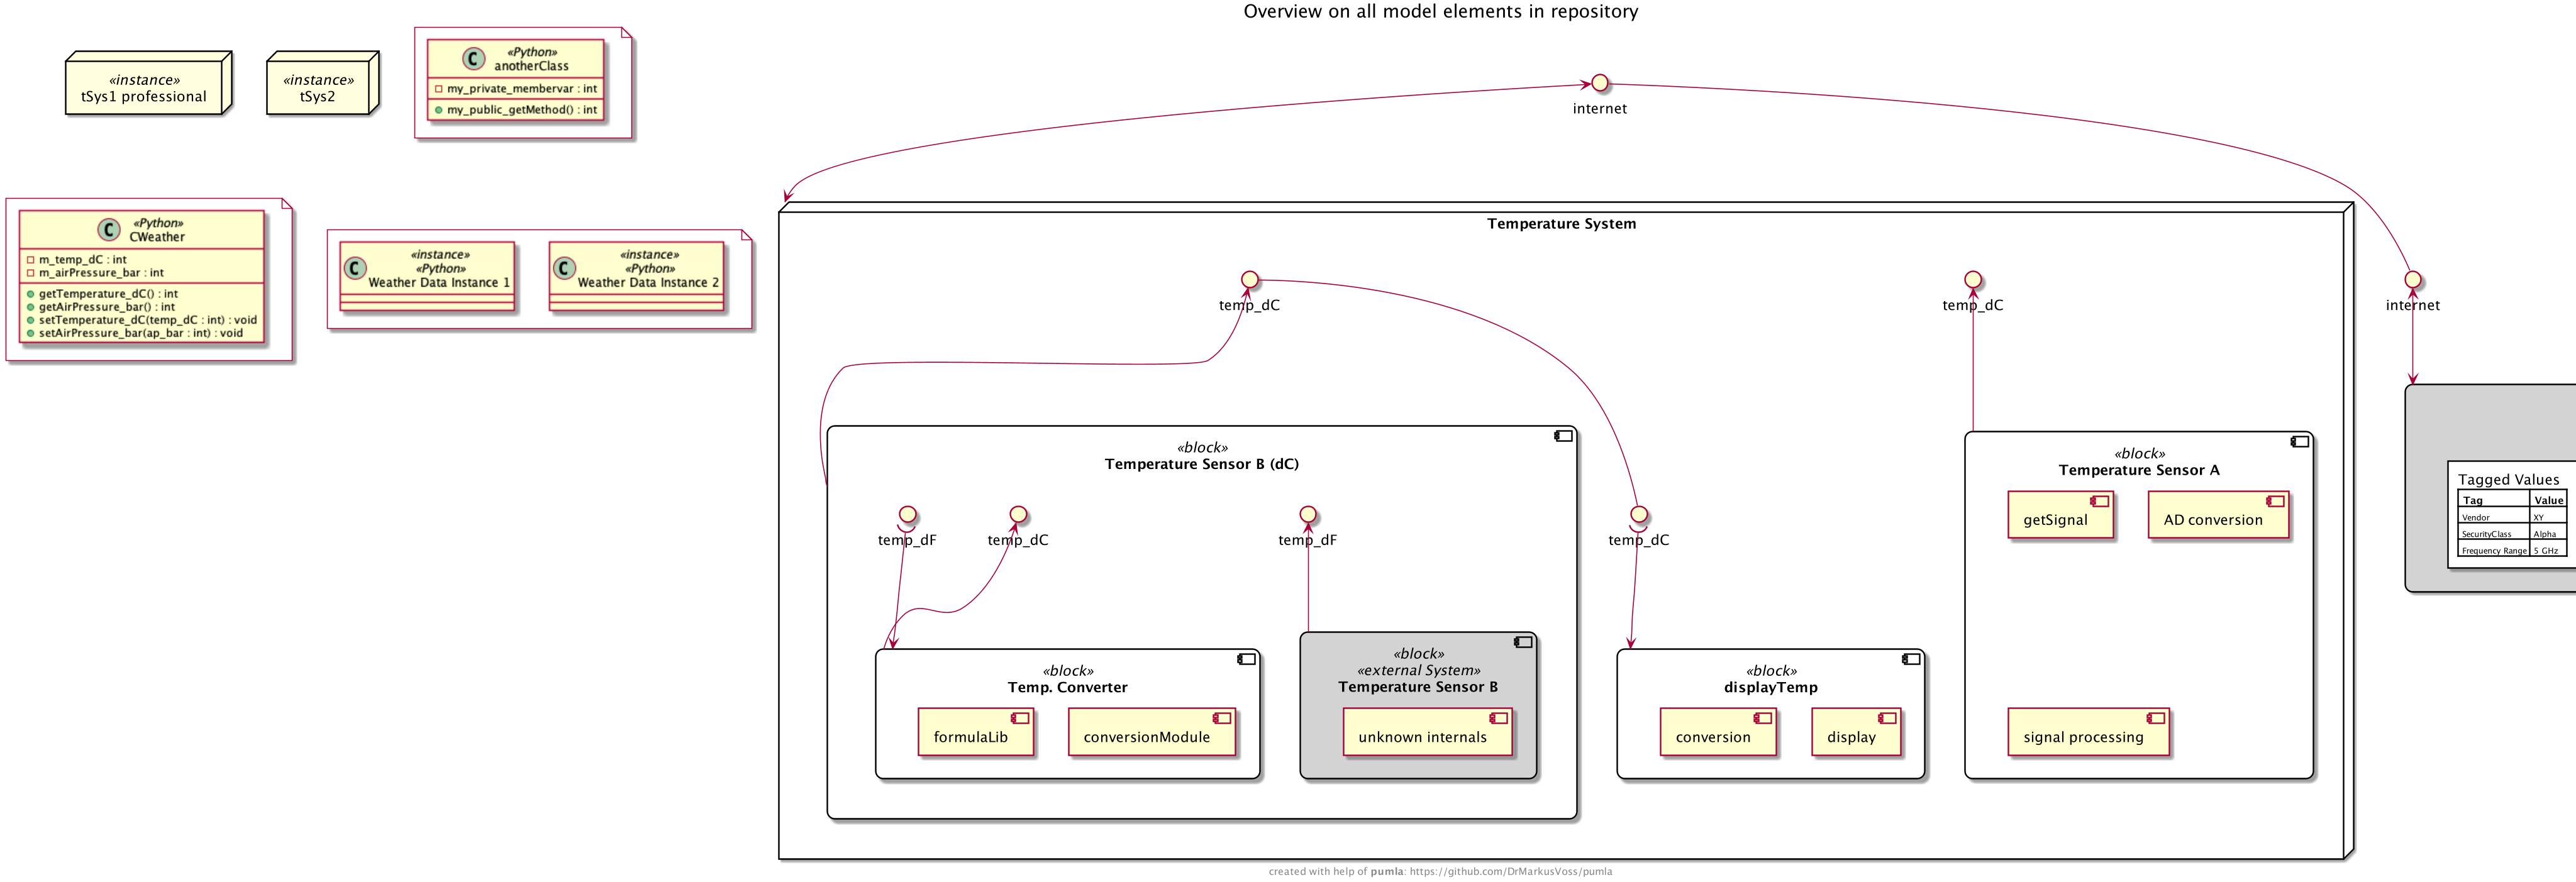 Overview on all model elements in repository
«instance»
tSys1 professional
«instance»
tSys2
C «Python»
anotherClass
my_private_membervar : int
my_public_getMethod() : int
internet
C «Python»
CWeather
m_temp_dC : int
m_airPressure_bar : int
getTemperature_dC() : int
getAirPressure_bar() : int
setTemperature_dC(temp_dC : int) : void
setAirPressure_bar(ap_bar : int) : void
«instance»
C «Python»
Weather Data Instance 1
«instance»
C «Python»
Weather Data Instance 2
Temperature System
temp_dC
temp_dC
internet
«block»
Temperature Sensor B (dC)
temp_dF
temp_dC
temp_dF
temp_dC
«block»
Temperature Sensor A
getSignal
AD conversion
signal processing
Tagged Values
Tag Value
Vendor XY
SecurityClass Alpha
Frequency Range 5 GHz
«block»
Temp. Converter
formulaLib
conversionModule
«block»
«external System»
Temperature Sensor B
unknown internals
«block»
displayTemp
conversion
display
created with help of pumla: https://github.com/DrMarkusVoss/pumla